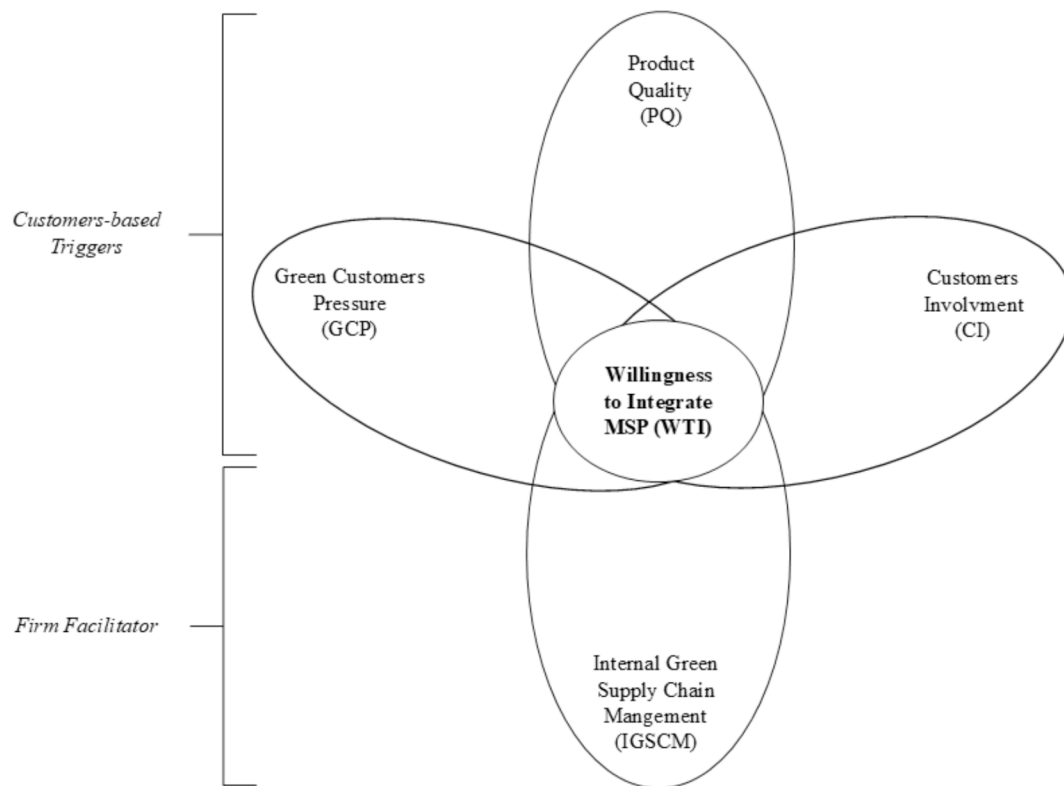 Product
Quality
(PQ)
Customers-based
Triggers
Green Customers
Pressure
(GCP)
Customers
Involvment
(CI)
Willingness
to Integrate
MSP (WTI)
Firm Facilitator
Internal Green
Supply Chain
Mangement
(IGSCM)